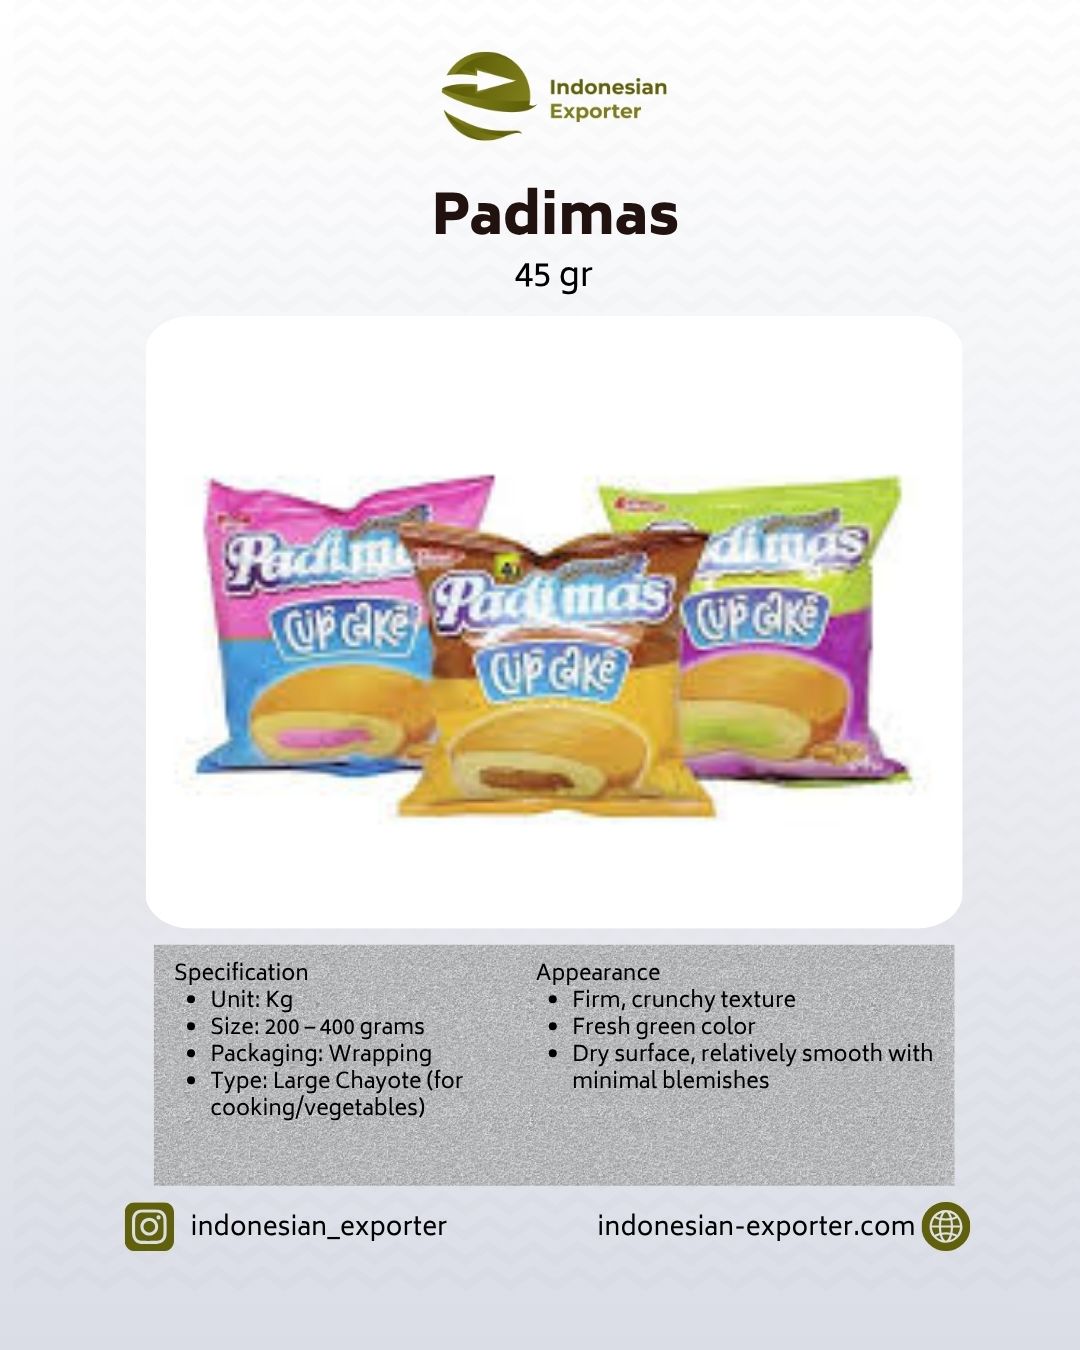 Indonesian
Exporter
Padimas
45 gr
Padima
CUP CAKE
Padimas
CUP CAKE
dimas
CUP CAKE
Specification
• Unit: Kg
• Size: 200 – 400 grams
• Packaging: Wrapping
• Type: Large Chayote (for
cooking/vegetables)
Appearance
• Firm, crunchy texture
• Fresh green color
• Dry surface, relatively smooth with
minimal blemishes
indonesian_exporter
indonesian-exporter.com